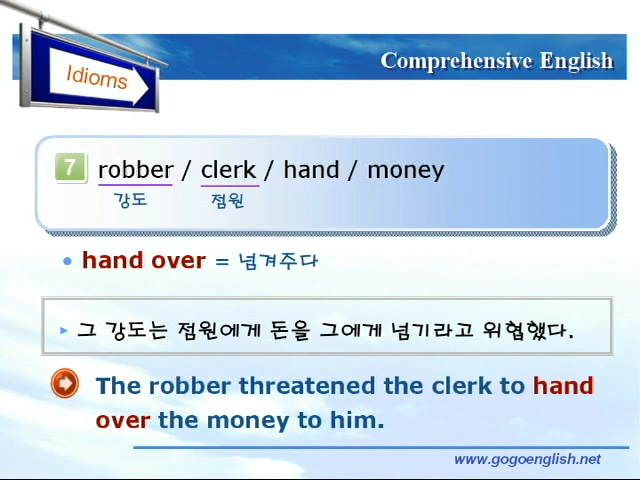 Idioms
Comprehensive English
7 robber / clerk / hand / money
강도 점원
• hand over = 넘겨주다
▸ 그 강도는 점원에게 돈을 그에게 넘기라고 위협했다.
The robber threatened the clerk to hand
over the money to him.
www.gogoenglish.net